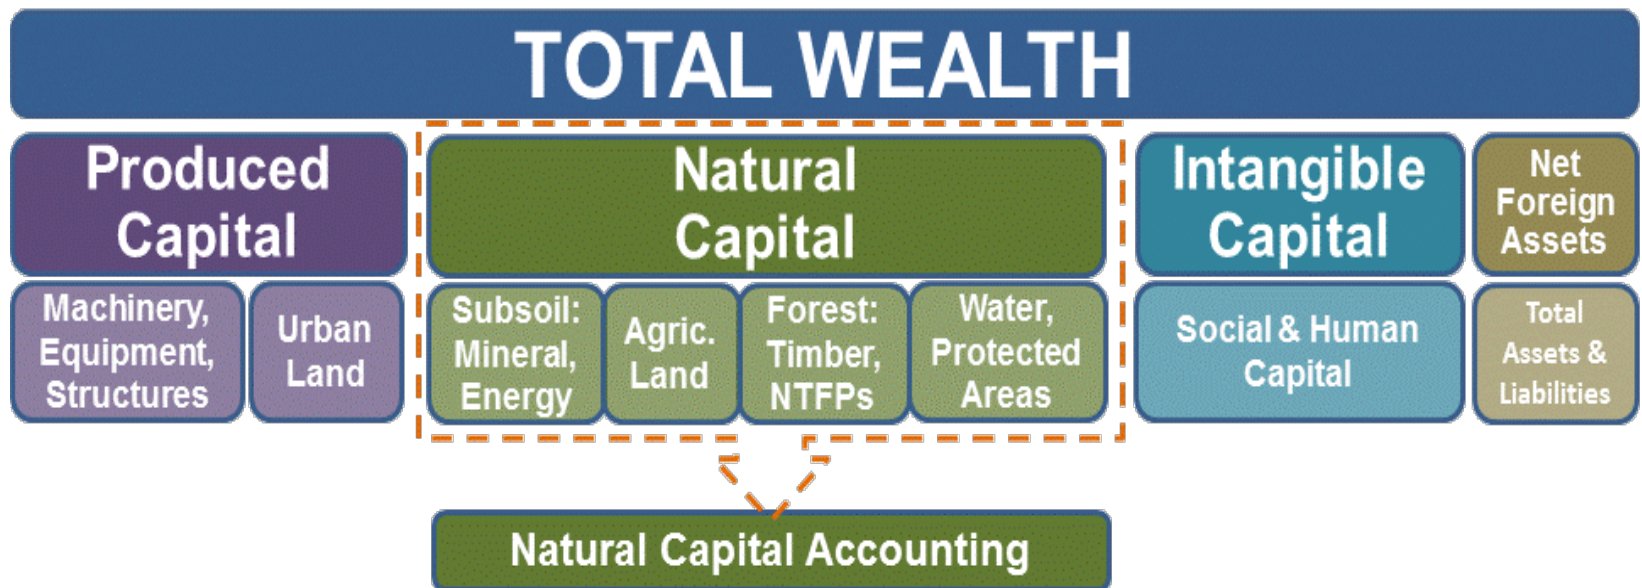 TOTAL WEALTH
Produced
Capital
Natural
Capital
Intangible
Capital
Net
Foreign
Assets
Machinery,
Equipment,
Structures
Urban
Land
Subsoil:
Mineral,
Energy
Agric.
Land
Forest:
Timber,
NTFPs
Water,
Protected
Areas
Social & Human
Capital
Total
Assets &
Liabilities
Natural Capital Accounting